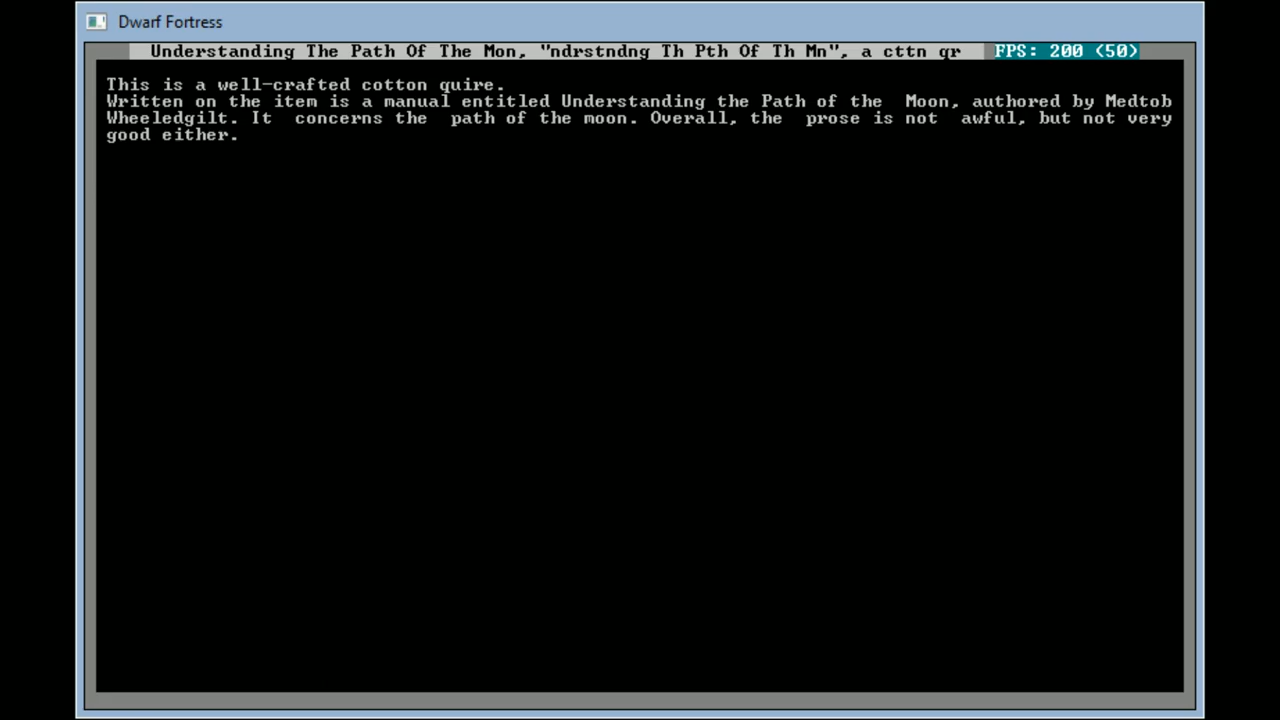 Dwarf Fortress
Understanding The Path Of The Mon, "ndrstndng Th Pth Of Th Mn", a cttn qr FPS: 200 (50)
This is a well-crafted cotton quire.
Written on the item is a manual entitled Understanding the Path of the Moon, authored by Medtob
Wheeledgilt. It concerns the path of the moon. Overall, the prose is not awful, but not very
good either.